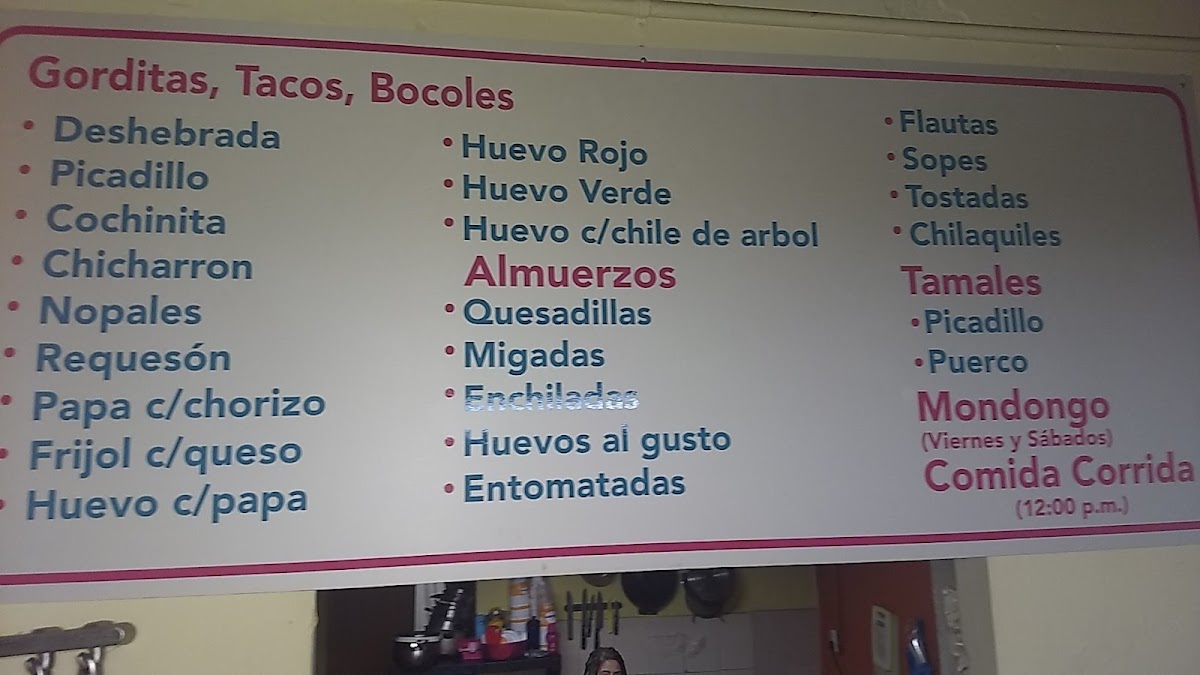 Gorditas, Tacos, Bocoles
• Deshebrada
• Picadillo
• Cochinita
• Chicharron
• Nopales
• Requesón
• Papa c/chorizo
• Frijol c/queso
• Huevo c/papa
• Huevo Rojo
• Huevo Verde
• Huevo c/chile de arbol
Almuerzos
• Quesadillas
• Migadas
• Enchiladas
• Huevos al gusto
• Entomatadas
• Flautas
• Sopes
• Tostadas
• Chilaquiles
Tamales
• Picadillo
• Puerco
Mondongo
(Viernes y Sábados)
Comida Corrida
(12:00 p.m.)